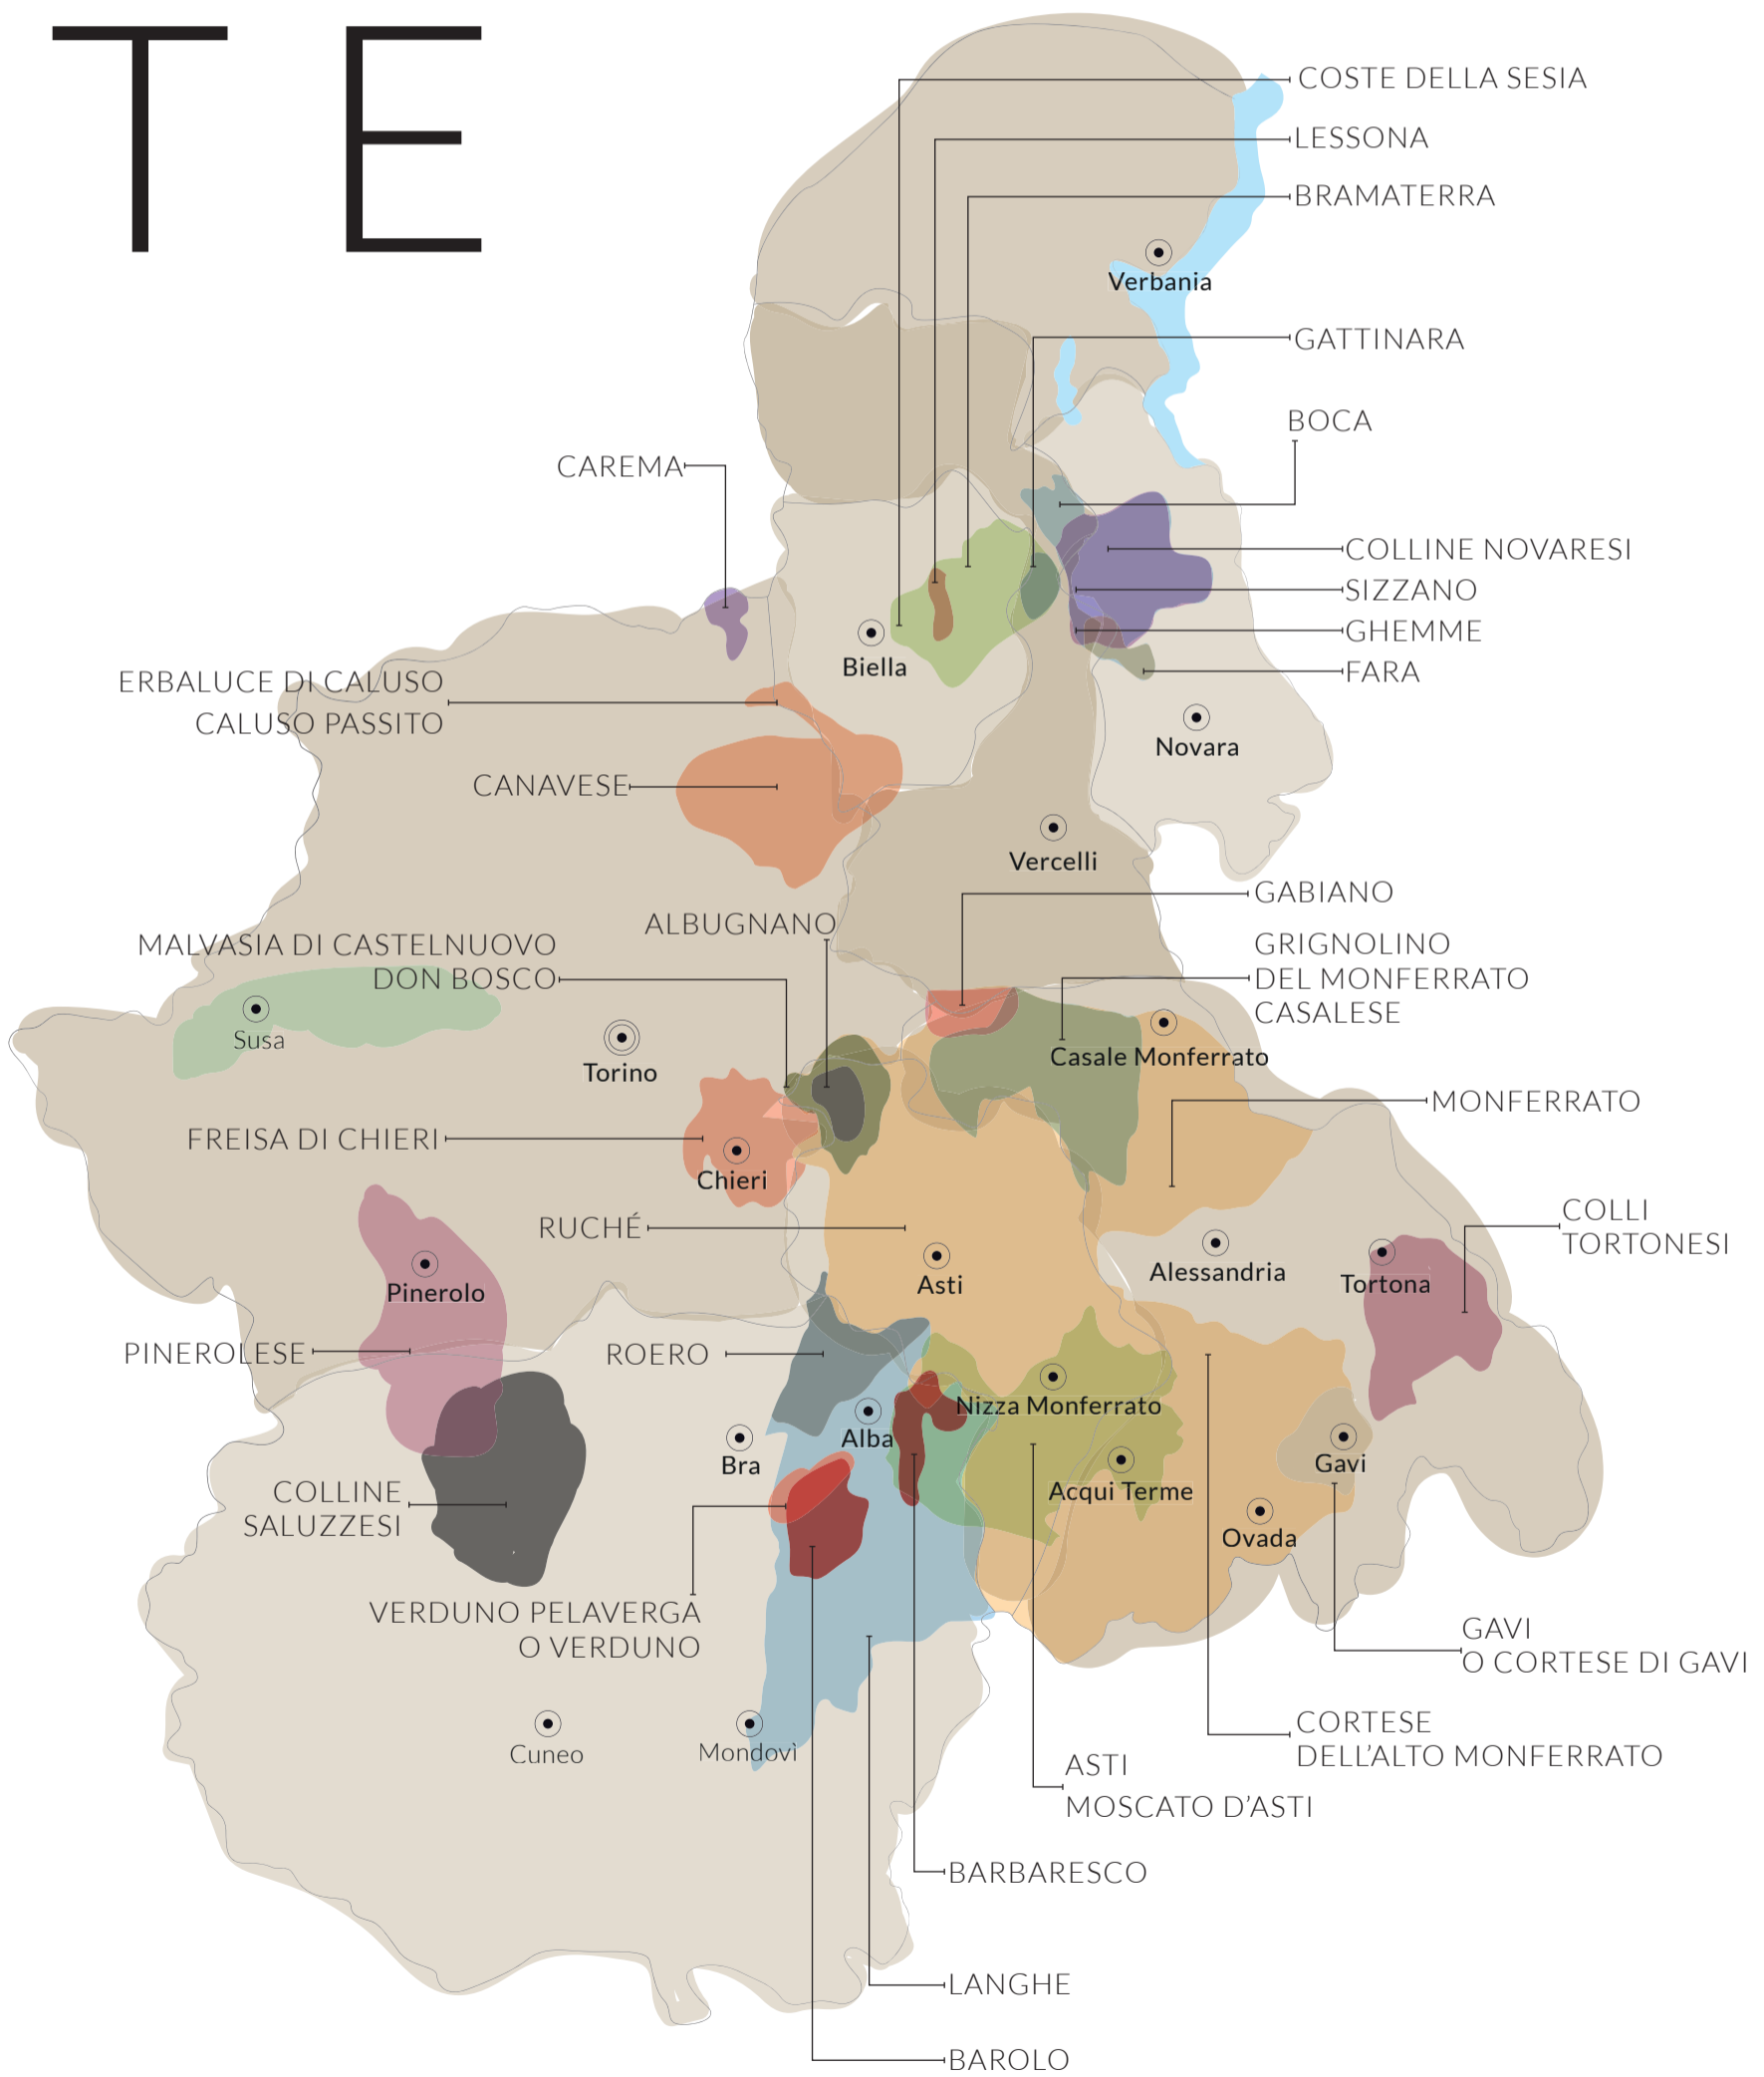 T E
COSTE DELLA SESIA
LESSONA
BRAMATERRA
Verbania
GATTINARA
BOCA
CAREMA
COLLINE NOVARESI
SIZZANO
GHEMME
FARA
Biella
ERBALUCE DI CALUSO
CALUSO PASSITO
Novara
CANAVESE
Vercelli
GABIANO
ALBUGNANO
MALVASIA DI CASTELNUOVO
DON BOSCO
GRIGNOLINO
DEL MONFERRATO
CASALESE
Susa
Torino
Casale Monferrato
MONFERRATO
FREISA DI CHIERI
Chieri
RUCHÉ
COLLI
TORTONESI
Pinerolo
Asti
Alessandria
Tortona
PINEROLESE
ROERO
Nizza Monferrato
Alba
Bra
Gavi
Acqui Terme
COLLINE
SALUZZESI
Ovada
VERDUNO PELAVERGA
O VERDUNO
GAVI
O CORTESE DI GAVI
Cuneo
Mondovì
CORTESE
DELL'ALTO MONFERRATO
ASTI
MOSCATO D'ASTI
BARBARESCO
LANGHE
BAROLO